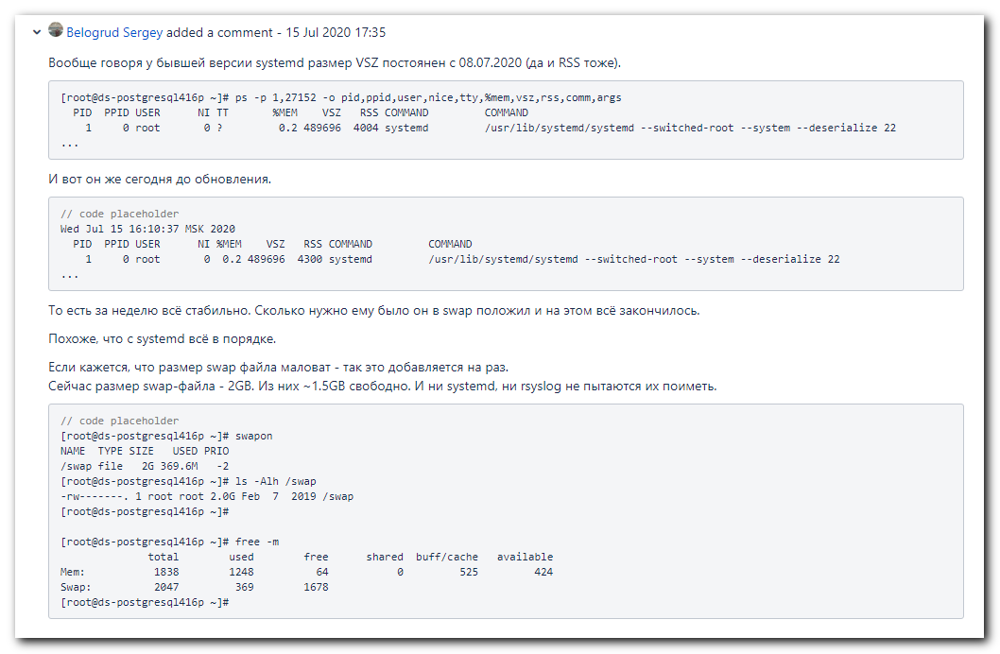 Belogrud Sergey added a comment - 15 Jul 2020 17:35
Вообще говоря у бывшей версии systemd размер VSZ постоянен с 08.07.2020 (да и RSS тоже).
[root@ds-postgresql416p ~]# ps -p 1,27152 -o pid,ppid,user,nice,tty,%mem,vsz,rss,comm,args
  PID  PPID USER      NI TT       %MEM    VSZ   RSS COMMAND         COMMAND
    1     0 root       0 ?         0.2 489696  4004 systemd         /usr/lib/systemd/systemd --switched-root --system --deserialize 22
...
И вот он же сегодня до обновления.
// code placeholder
Wed Jul 15 16:10:37 MSK 2020
  PID  PPID USER      NI %MEM    VSZ   RSS COMMAND         COMMAND
    1     0 root       0  0.2 489696  4300 systemd         /usr/lib/systemd/systemd --switched-root --system --deserialize 22
...
То есть за неделю всё стабильно. Сколько нужно ему было он в swap положил и на этом всё закончилось.
Похоже, что с systemd всё в порядке.
Если кажется, что размер swap файла маловат - так это добавляется на раз.
Сейчас размер swap-файла - 2GB. Из них ~1.5GB свободно. И ни systemd, ни rsyslog не пытаются их поиметь.
// code placeholder
[root@ds-postgresql416p ~]# swapon
NAME  TYPE SIZE   USED PRIO
/swap file   2G 369.6M   -2
[root@ds-postgresql416p ~]# ls -Alh /swap
-rw-------. 1 root root 2.0G Feb  7  2019 /swap
[root@ds-postgresql416p ~]#
[root@ds-postgresql416p ~]# free -m
              total        used        free      shared  buff/cache   available
Mem:           1838        1248          64           0         525         424
Swap:          2047         369        1678
[root@ds-postgresql416p ~]#